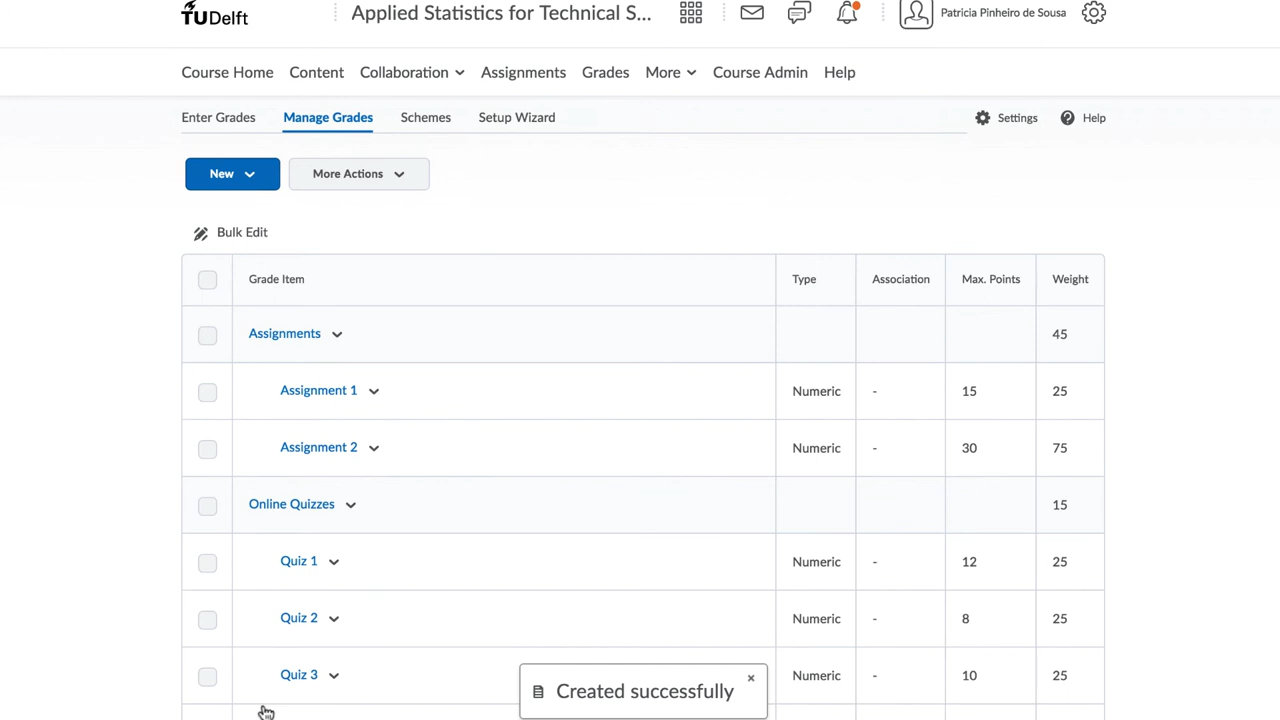 TUDelft
Applied Statistics for Technical S...
Patricia Pinheiro de Sousa
Course Home Content Collaboration Assignments Grades More Course Admin Help
Enter Grades Manage Grades Schemes Setup Wizard Settings Help
New More Actions
Bulk Edit
Grade Item Type Association Max. Points Weight
Assignments 45
Assignment 1 Numeric - 15 25
Assignment 2 Numeric - 30 75
Online Quizzes 15
Quiz 1 Numeric - 12 25
Quiz 2 Numeric - 8 25
Quiz 3 Numeric - 10 25
Created successfully ×